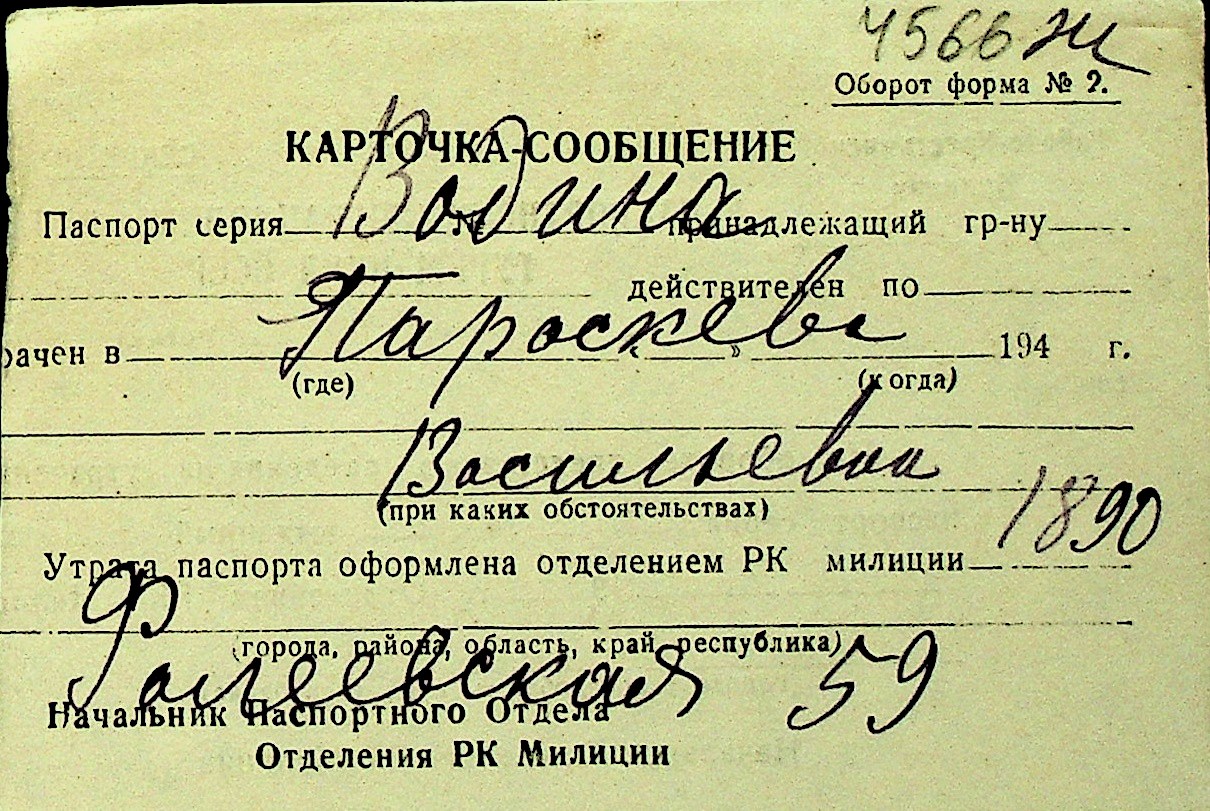 4566 Ж
Оборот форма № 2.
КАРТОЧКА-СООБЩЕНИЕ
Водина
Паспорт серия № принадлежащий гр-ну
действителен по
Параскева
рачен в « » 194 г.
(где) (когда)
Васильевна
(при каких обстоятельствах)
1890
Утрата паспорта оформлена отделением РК милиции
(города, района, область, край, республика)
59
Начальник Паспортного Отдела
Отделения РК Милиции